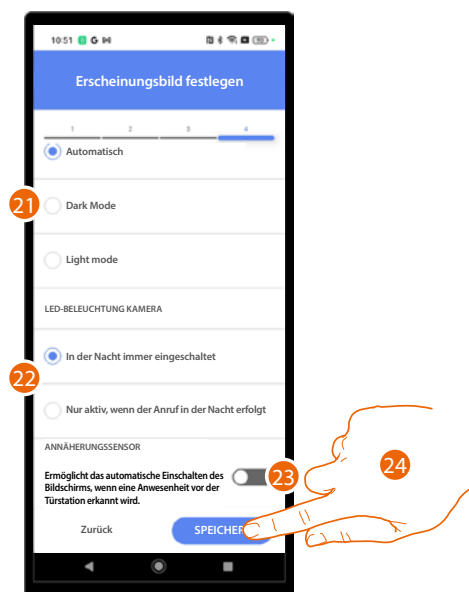 10:51
Erscheinungsbild festlegen
1 2 3 4
Automatisch
21
Dark Mode
Light mode
LED-BELEUCHTUNG KAMERA
In der Nacht immer eingeschaltet
22
Nur aktiv, wenn der Anruf in der Nacht erfolgt
ANNÄHERUNGSSENSOR
Ermöglicht das automatische Einschalten des
Bildschirms, wenn eine Anwesenheit vor der
Türstation erkannt wird.
23
24
Zurück
SPEICHER